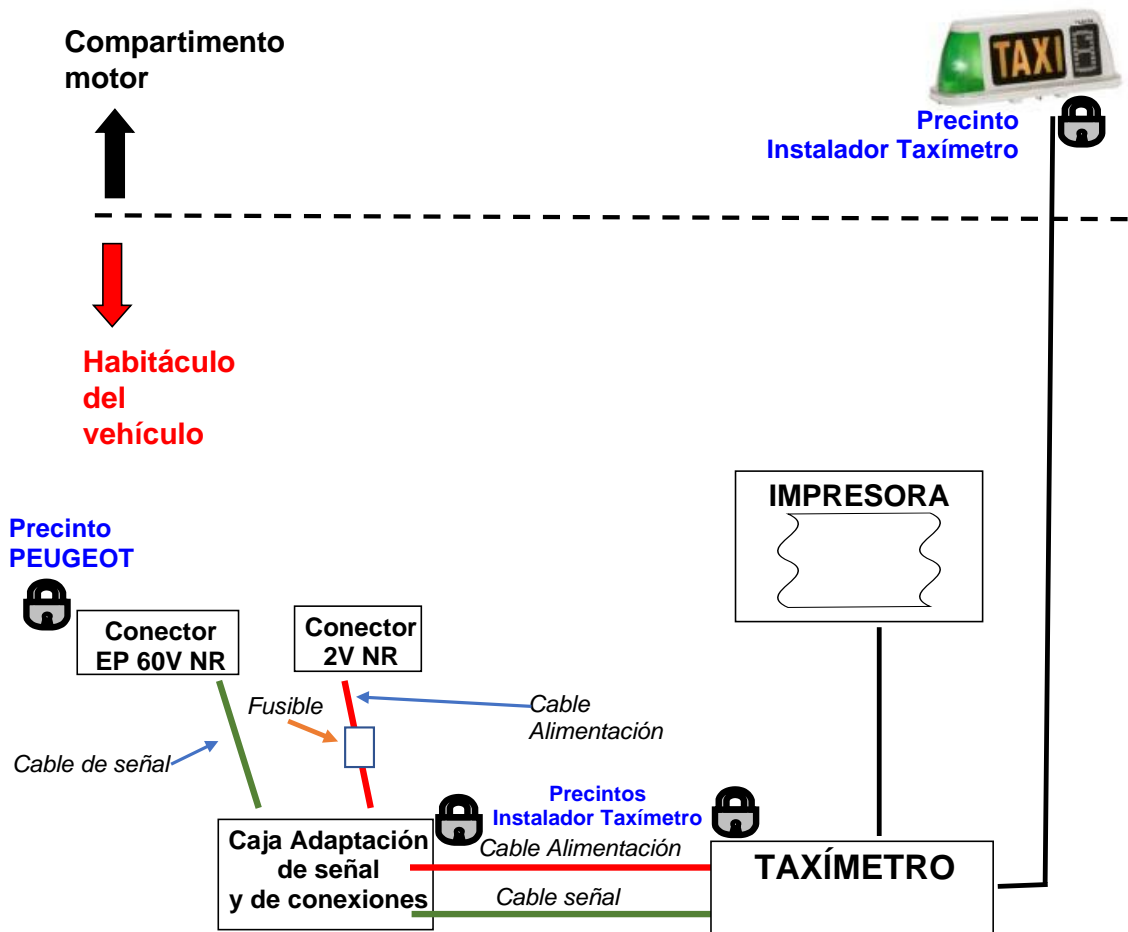 Compartimento
motor
TAXI
Precinto
Instalador Taxímetro
Habitáculo
del
vehículo
IMPRESORA
Precinto
PEUGEOT
Conector
EP 60V NR
Conector
2V NR
Fusible
Cable
Alimentación
Cable de señal
Precintos
Instalador Taxímetro
Caja Adaptación
de señal
y de conexiones
Cable Alimentación
TAXÍMETRO
Cable señal